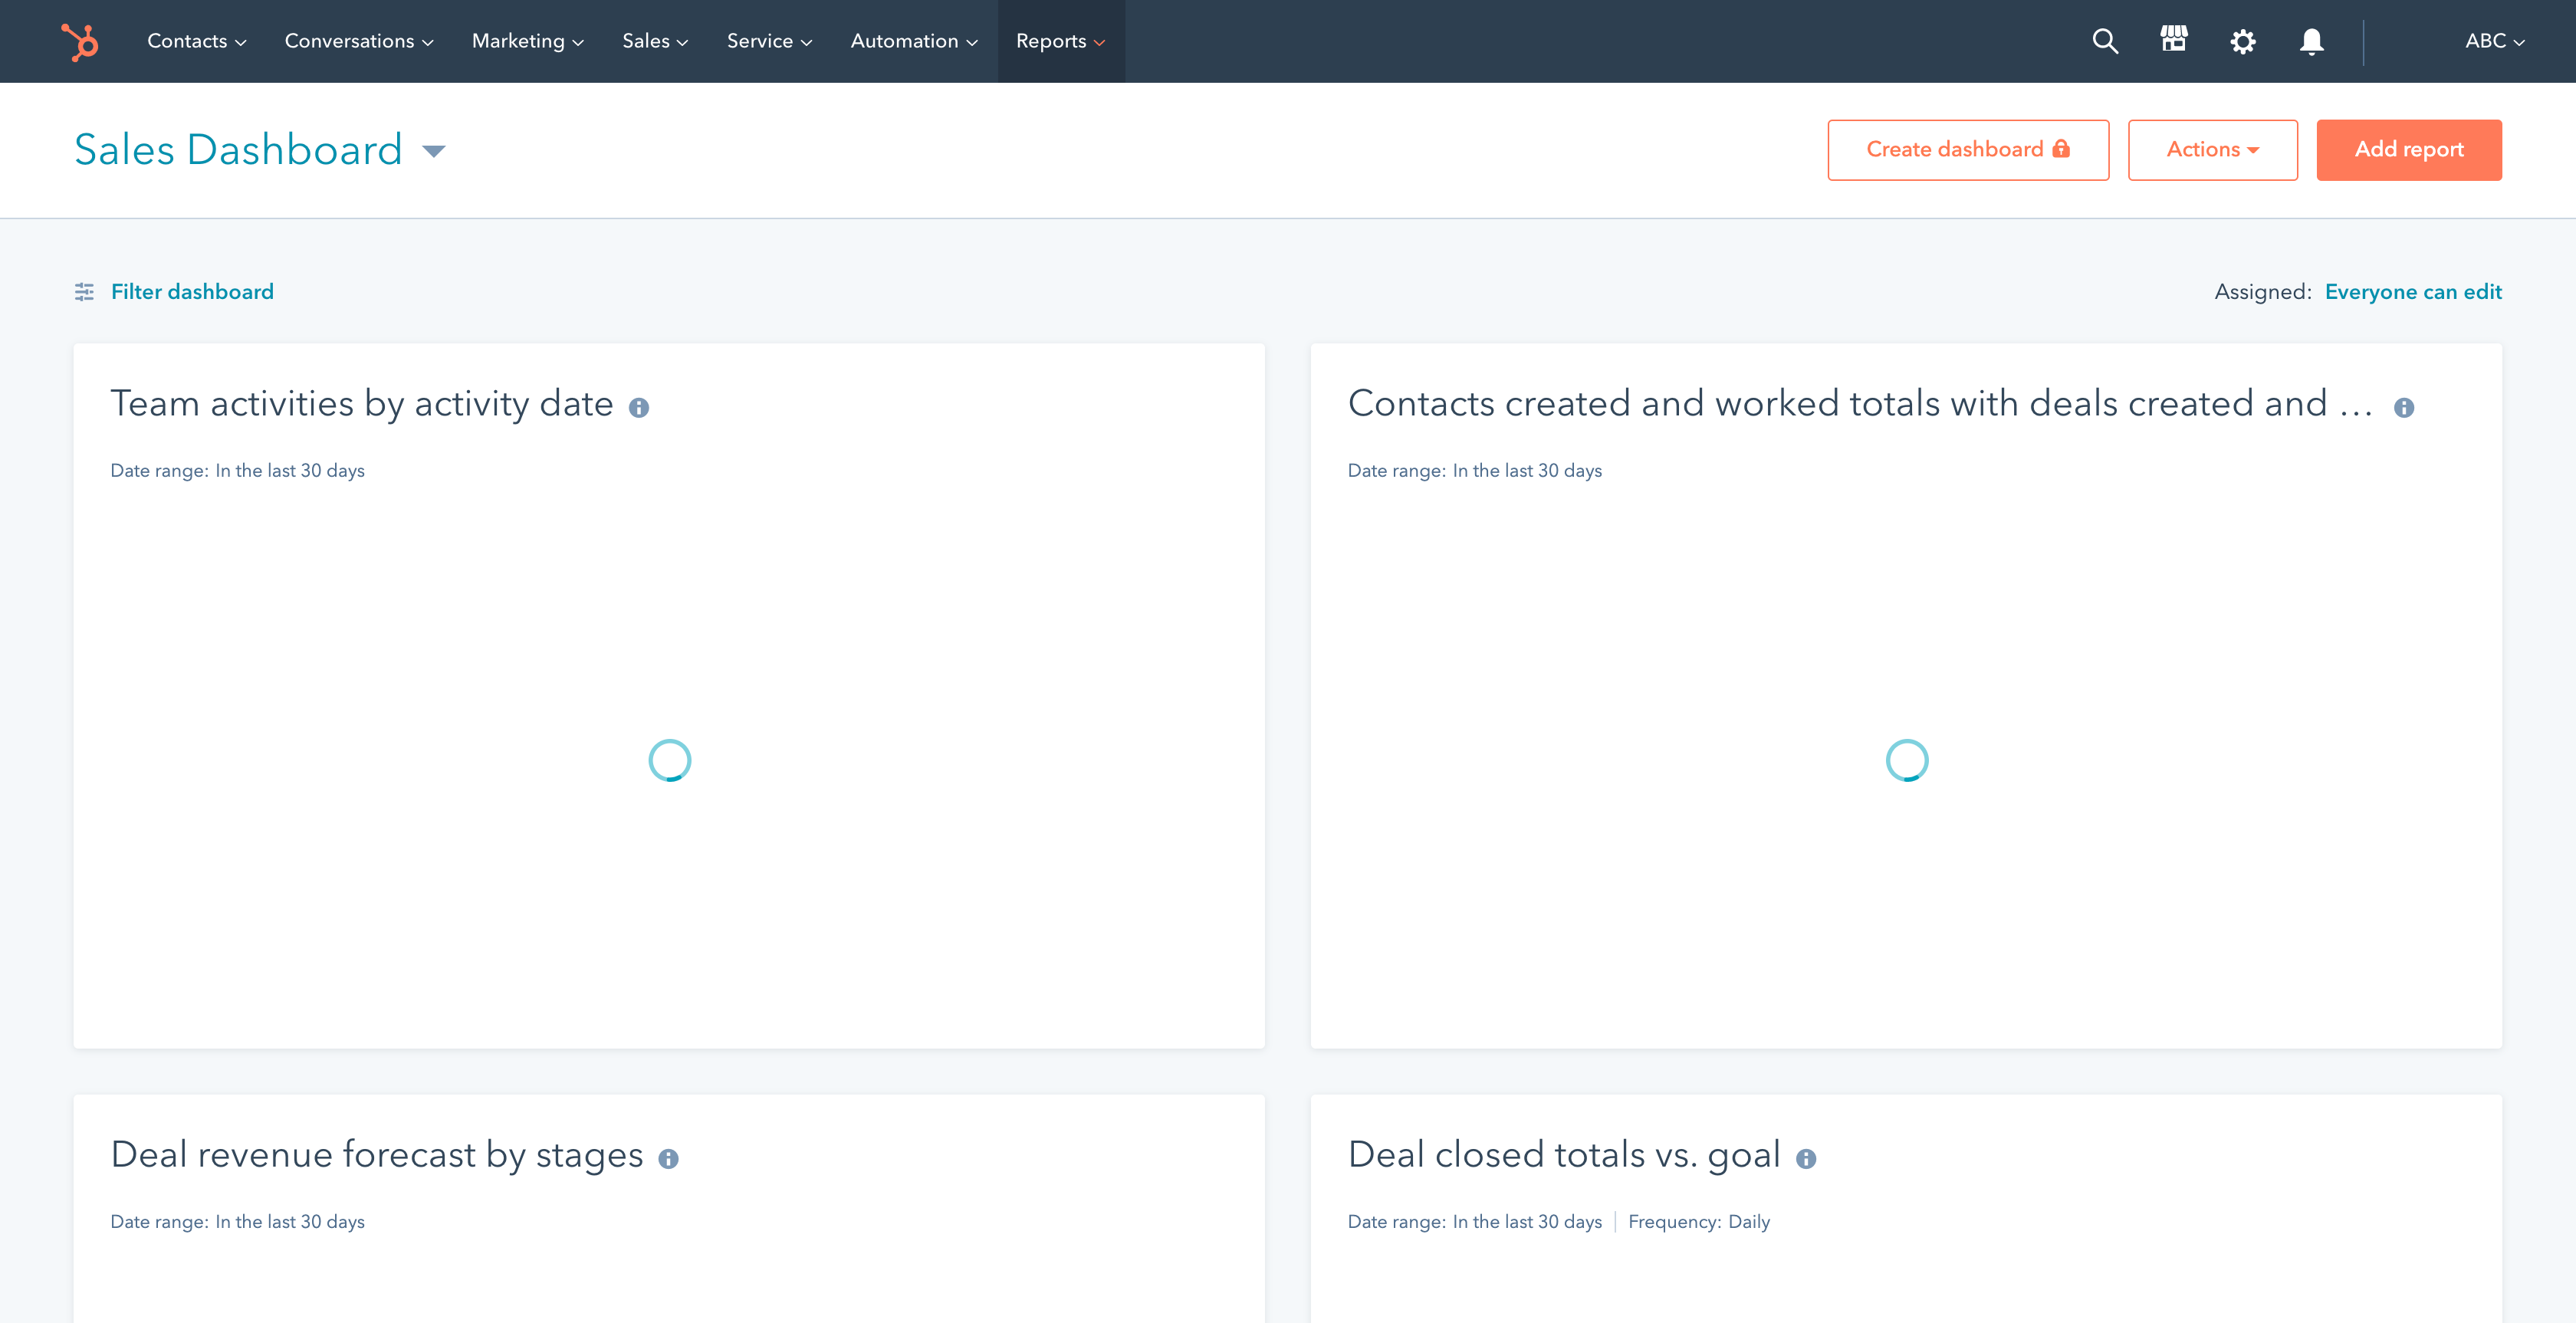 Contacts Conversations Marketing Sales Service Automation Reports ABC
Sales Dashboard
Create dashboard Actions Add report
Filter dashboard
Assigned: Everyone can edit
Team activities by activity date
Date range: In the last 30 days
Contacts created and worked totals with deals created and ...
Date range: In the last 30 days
Deal revenue forecast by stages
Date range: In the last 30 days
Deal closed totals vs. goal
Date range: In the last 30 days Frequency: Daily